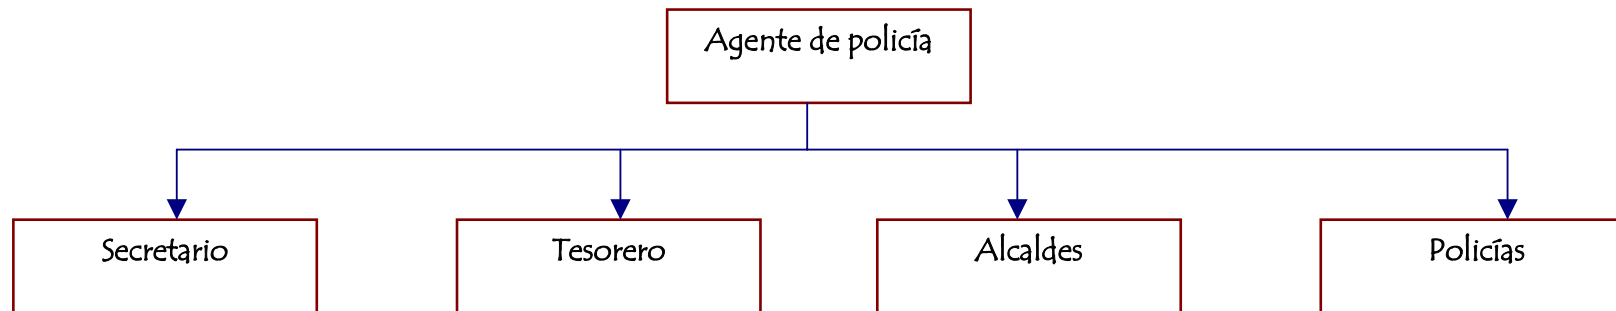 Agente de policía
Secretario
Tesorero
Alcaldes
Policías